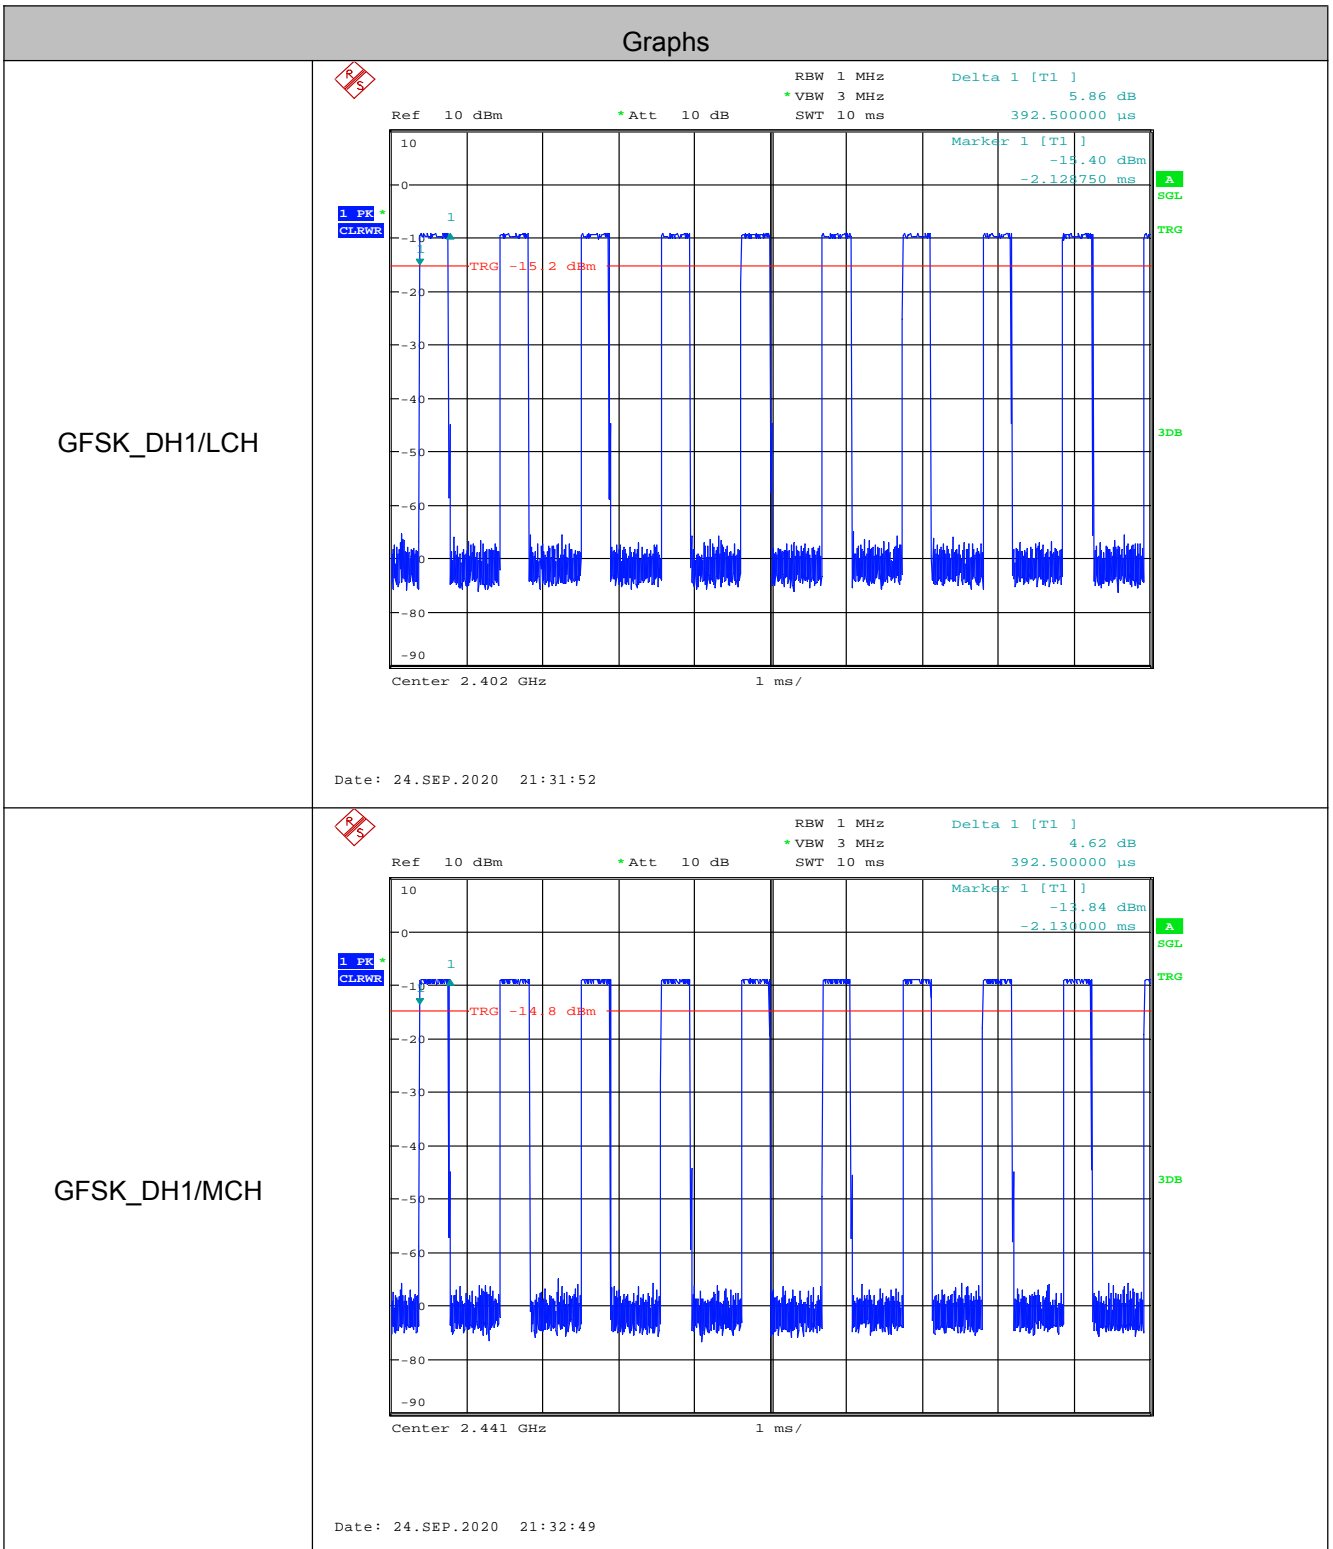 Graphs
GFSK_DH1/LCH
R S
RBW 1 MHz Delta 1 [T1 ]
*VBW 3 MHz 5.86 dB
Ref 10 dBm *Att 10 dB SWT 10 ms 392.500000 µs
10 Marker 1 [T1 ]
-15.40 dBm
0 -2.128750 ms A
SGL
1 PK * 1
CLRWR -10 TRG
1
TRG -15.2 dBm
-20
-30
-40
3DB
-50
-60
-70
-80
-90
Center 2.402 GHz 1 ms/
Date: 24.SEP.2020 21:31:52
GFSK_DH1/MCH
R S
RBW 1 MHz Delta 1 [T1 ]
*VBW 3 MHz 4.62 dB
Ref 10 dBm *Att 10 dB SWT 10 ms 392.500000 µs
10 Marker 1 [T1 ]
-13.84 dBm
0 -2.130000 ms A
SGL
1 PK * 1
CLRWR -10 TRG
1
TRG -14.8 dBm
-20
-30
-40
3DB
-50
-60
-70
-80
-90
Center 2.441 GHz 1 ms/
Date: 24.SEP.2020 21:32:49